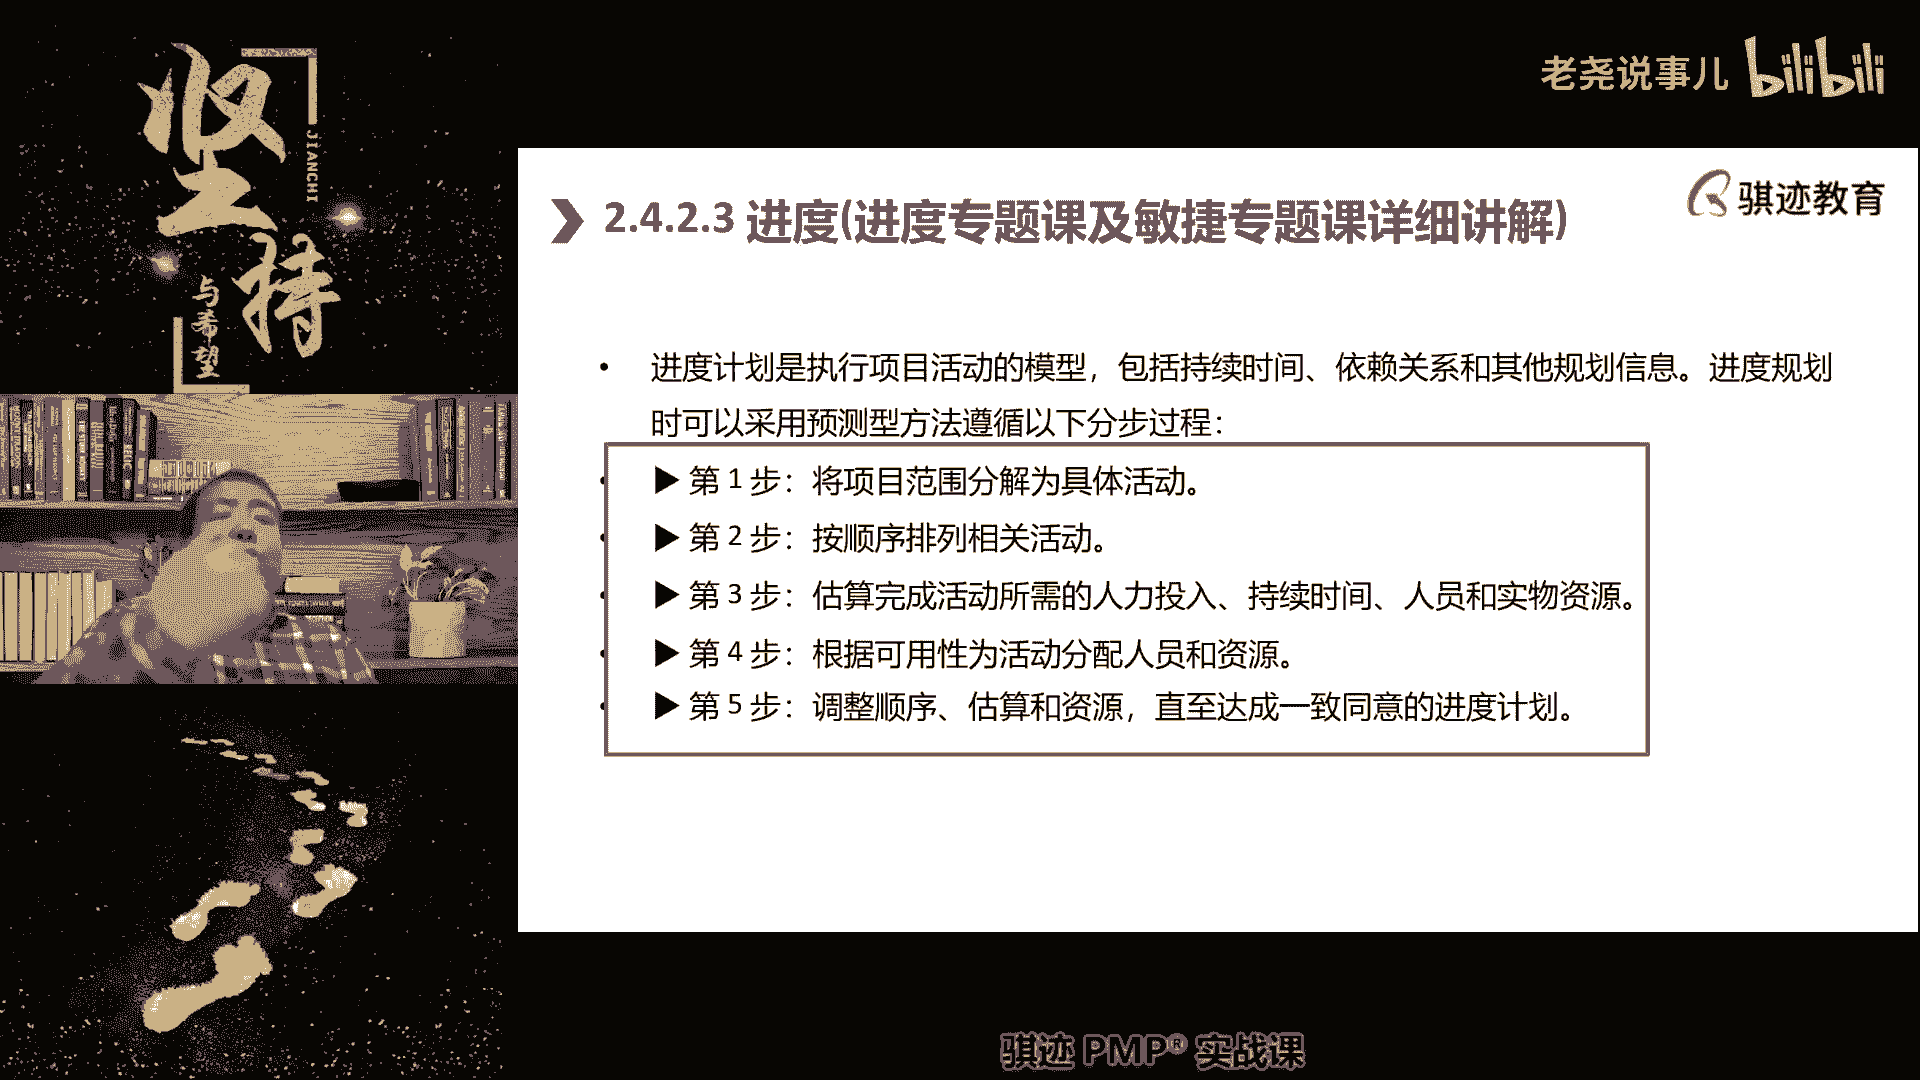 坚持
JIANCHI
与希望
老尧说事儿 bilibili
骐迹教育
2.4.2.3 进度(进度专题课及敏捷专题课详细讲解)
• 进度计划是执行项目活动的模型，包括持续时间、依赖关系和其他规划信息。进度规划
时可以采用预测型方法遵循以下分步过程：
▶ 第 1 步：将项目范围分解为具体活动。
▶ 第 2 步：按顺序排列相关活动。
▶ 第 3 步：估算完成活动所需的人力投入、持续时间、人员和实物资源。
▶ 第 4 步：根据可用性为活动分配人员和资源。
▶ 第 5 步：调整顺序、估算和资源，直至达成一致同意的进度计划。
骐迹 PMP® 实战课